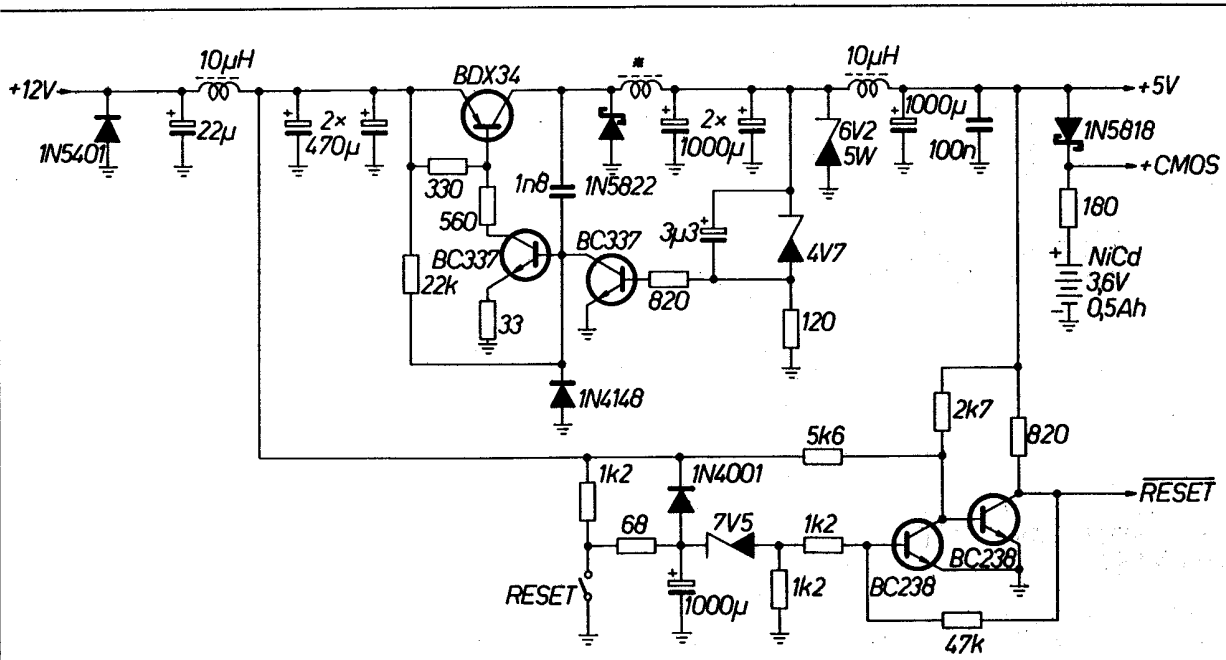 10µH
BDX34
*
10µH
+12V
+5V
+
22µ
+
2×
470µ
+
+
2×
1000µ
+
6V2
5W
+
1000µ
100n
1N5401
1N5818
+CMOS
330
1n8
1N5822
180
560
3µ3
+
BC337
BC337
4V7
+
NiCd
3,6V
0,5Ah
-
22k
820
33
120
1N4148
2k7
5k6
820
1k2
1N4001
RESET
68
7V5
1k2
BC238
BC238
RESET
+
1000µ
1k2
47k